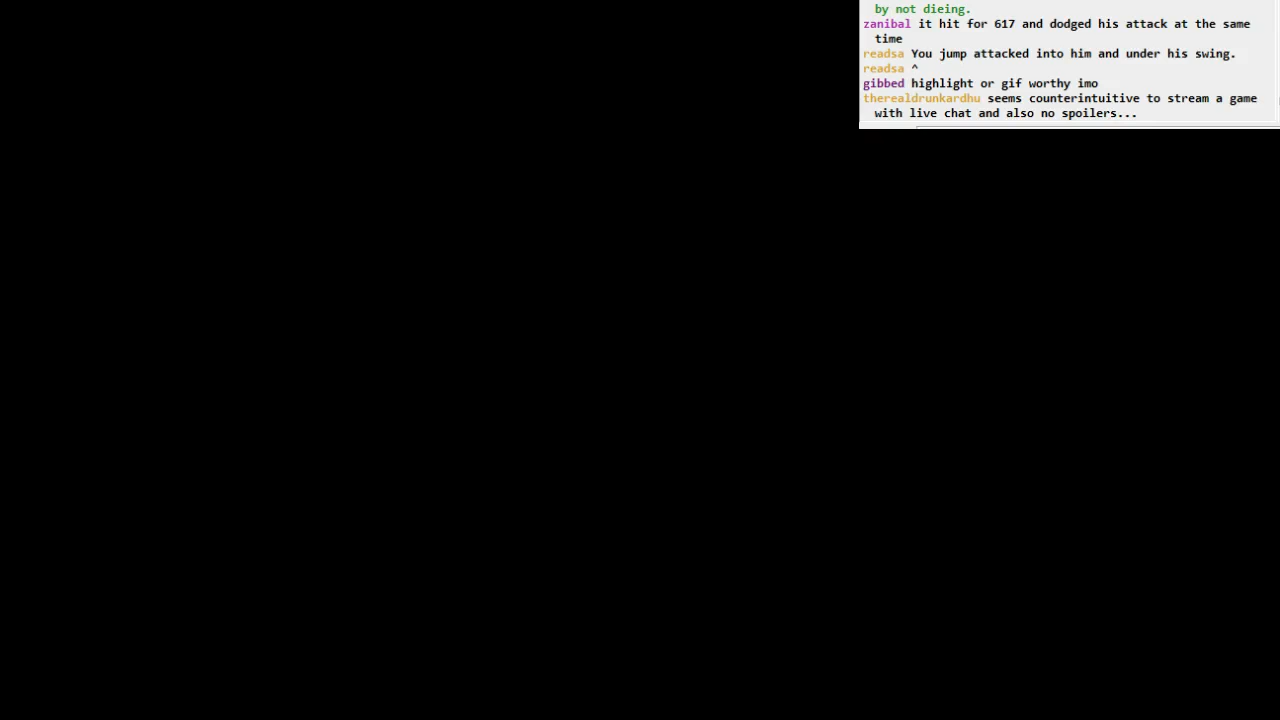 by not dieing.
zanibal it hit for 617 and dodged his attack at the same
time
readsa You jump attacked into him and under his swing.
readsa ^
gibbed highlight or gif worthy imo
therealdrunkardhu seems counterintuitive to stream a game
with live chat and also no spoilers...